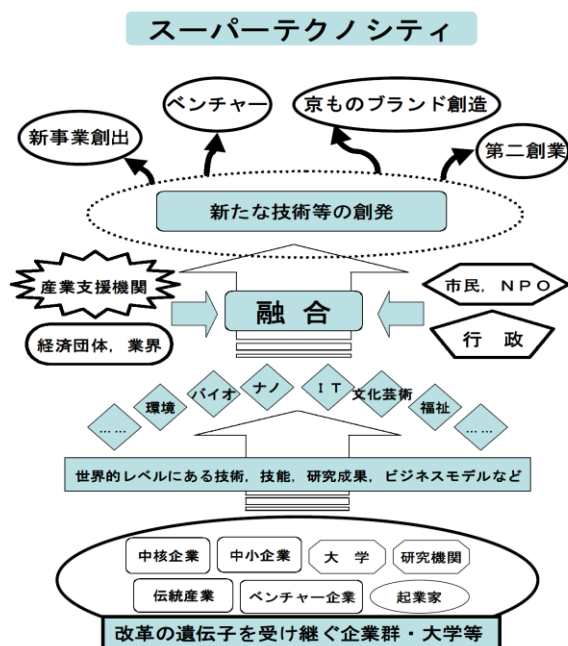 スーパーテクノシティ
新事業創出
ベンチャー
京ものブランド創造
第二創業
新たな技術等の創発
産業支援機関
経済団体，業界
融合
市民，ＮＰＯ
行政
……
環境
バイオ
ナノ
ＩＴ
文化芸術
福祉
……
世界的レベルにある技術，技能，研究成果，ビジネスモデルなど
中核企業
中小企業
大学
研究機関
伝統産業
ベンチャー企業
起業家
改革の遺伝子を受け継ぐ企業群・大学等